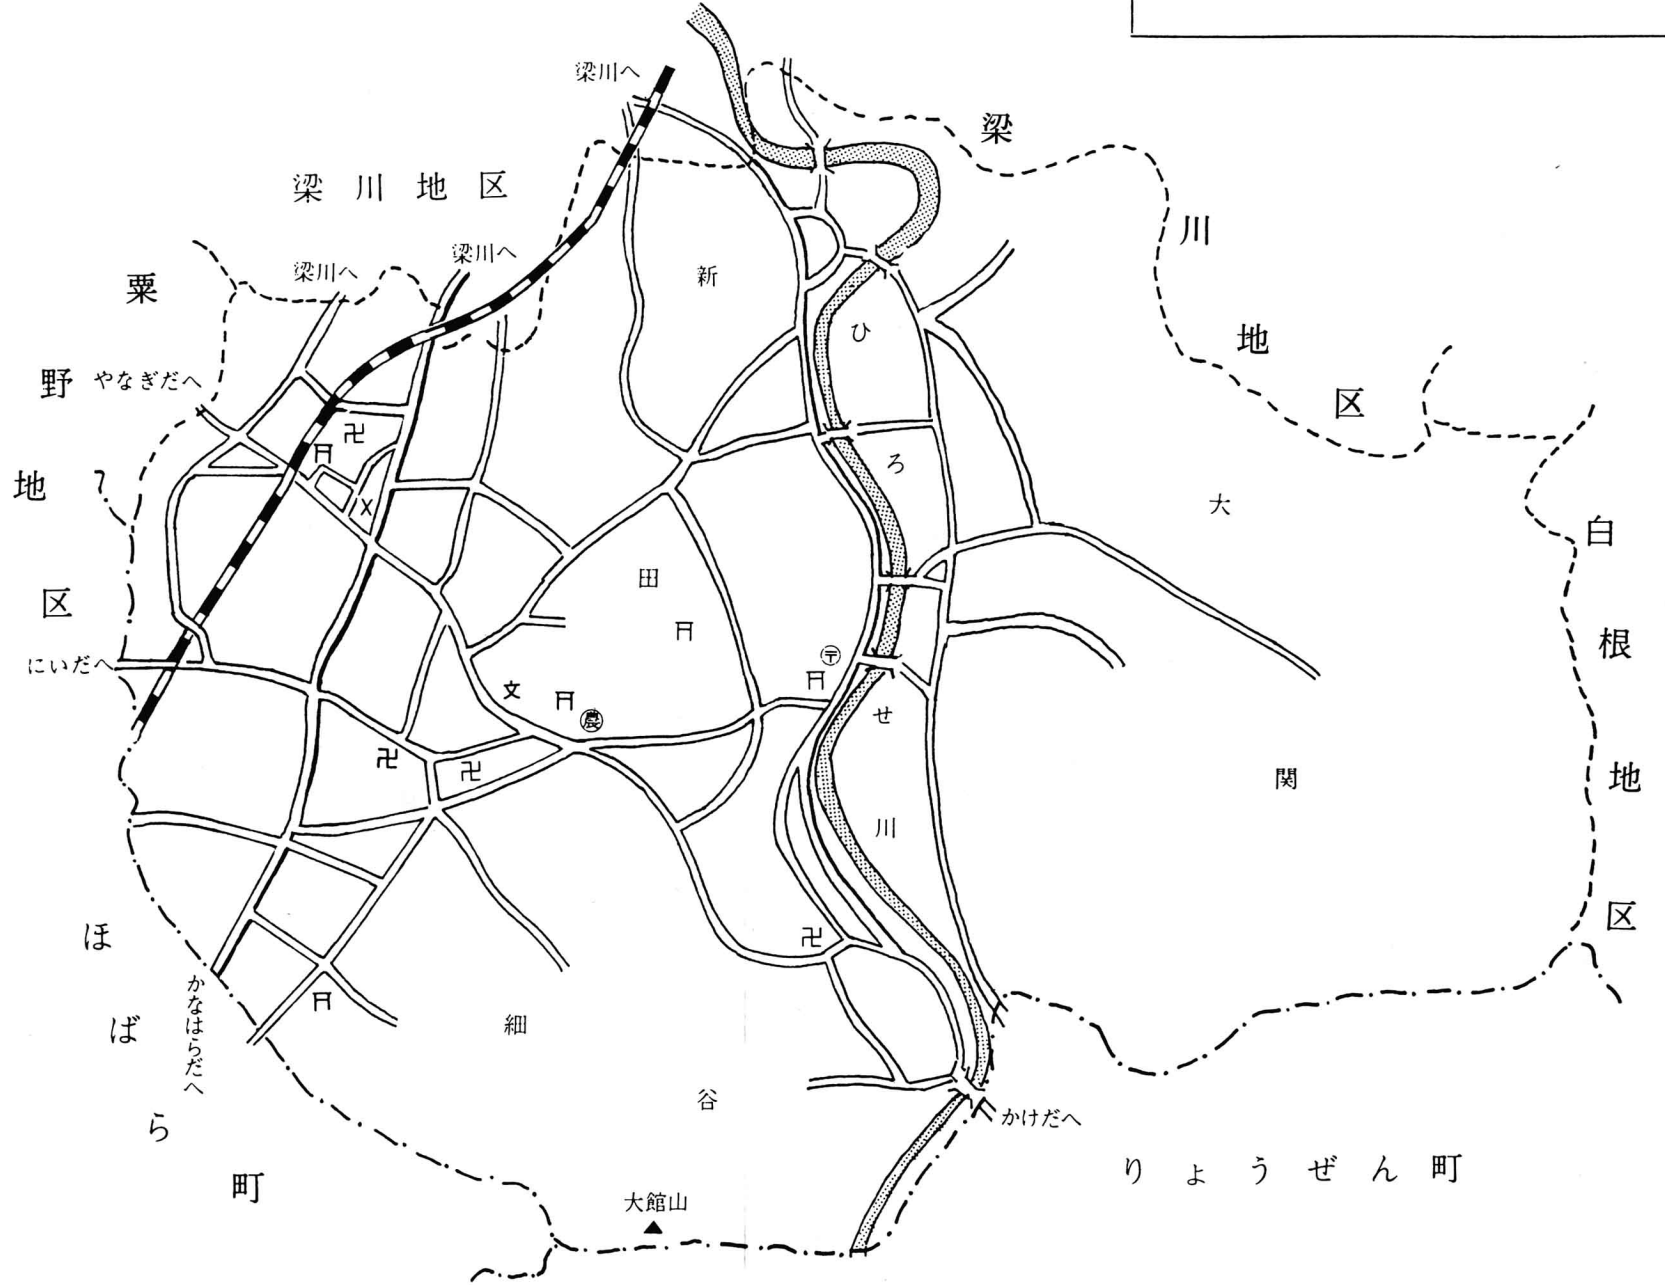 梁川へ
梁川地区
梁川へ
梁川へ
粟野地区
やなぎだへ
にいだへ
梁川地区
白根地区
新田
ひろせ川
大関
文
〒
農
細谷
かなはらだへ
ほばら町
かけだへ
りょうぜん町
大館山